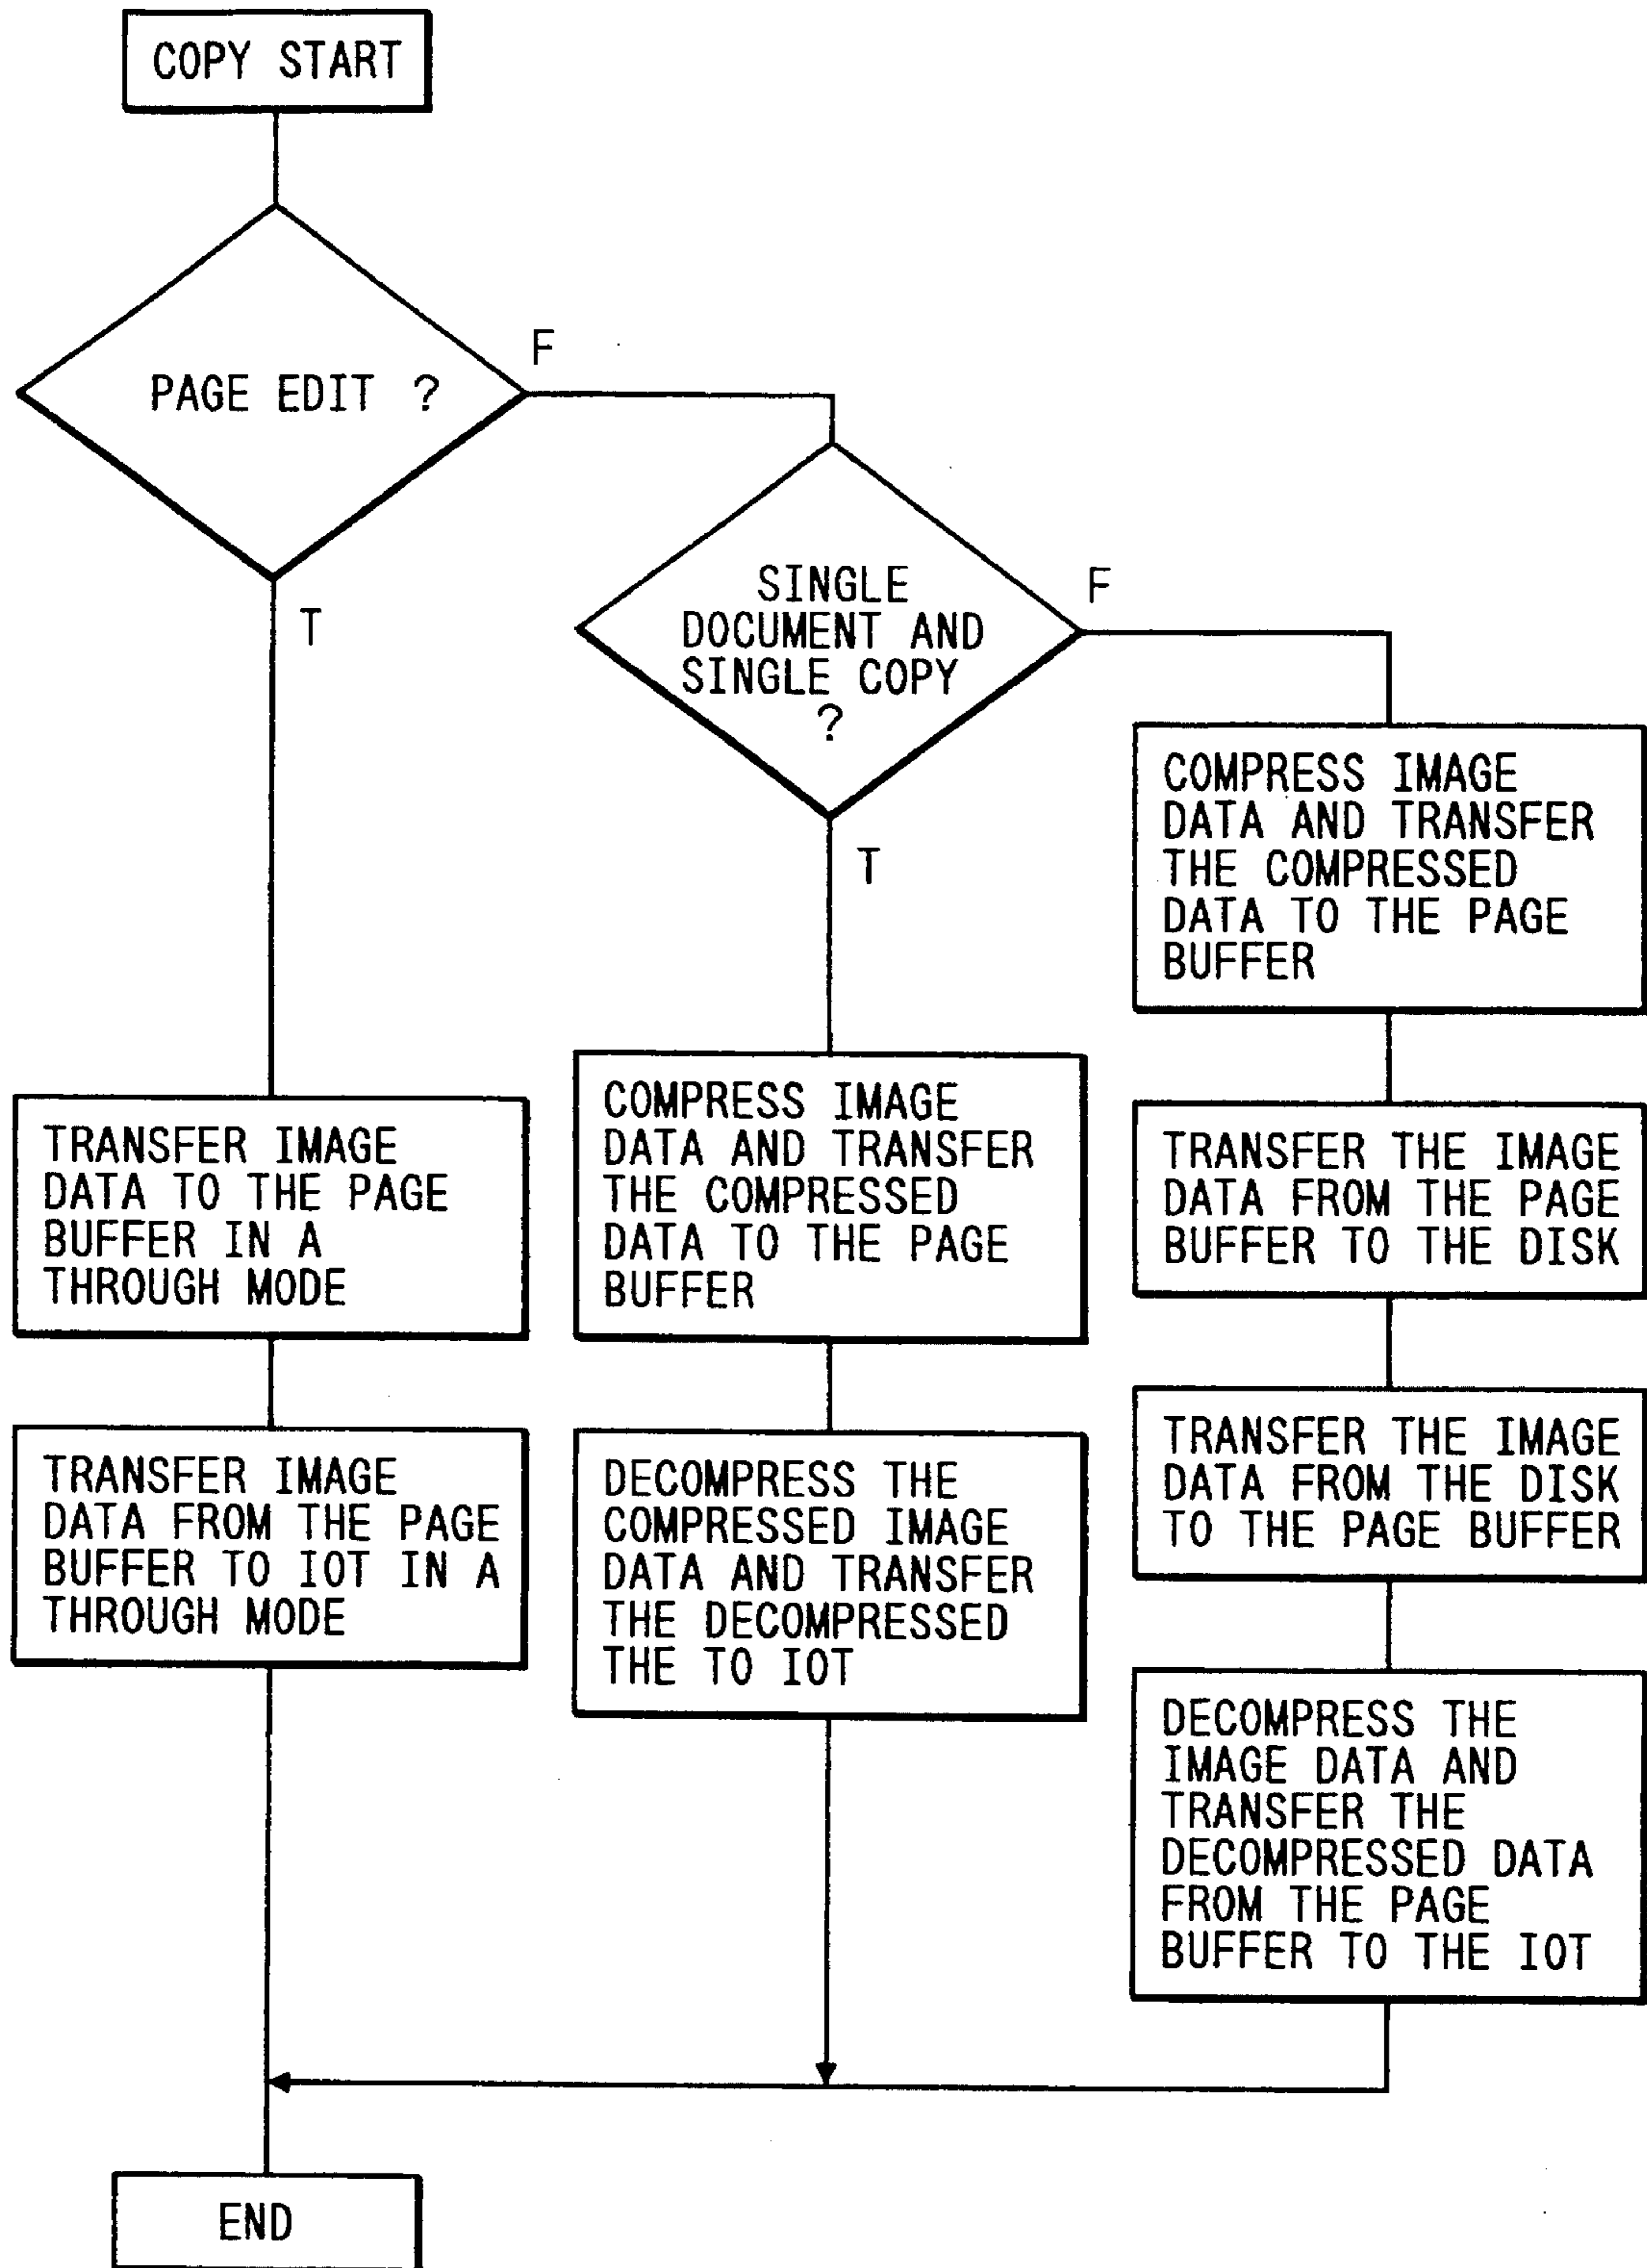 COPY START
PAGE EDIT ?
F
T
SINGLE
DOCUMENT AND
SINGLE COPY
?
F
T
TRANSFER IMAGE
DATA TO THE PAGE
BUFFER IN A
THROUGH MODE
TRANSFER IMAGE
DATA FROM THE PAGE
BUFFER TO IOT IN A
THROUGH MODE
COMPRESS IMAGE
DATA AND TRANSFER
THE COMPRESSED
DATA TO THE PAGE
BUFFER
DECOMPRESS THE
COMPRESSED IMAGE
DATA AND TRANSFER
THE DECOMPRESSED
THE TO IOT
COMPRESS IMAGE
DATA AND TRANSFER
THE COMPRESSED
DATA TO THE PAGE
BUFFER
TRANSFER THE IMAGE
DATA FROM THE PAGE
BUFFER TO THE DISK
TRANSFER THE IMAGE
DATA FROM THE DISK
TO THE PAGE BUFFER
DECOMPRESS THE
IMAGE DATA AND
TRANSFER THE
DECOMPRESSED DATA
FROM THE PAGE
BUFFER TO THE IOT
END